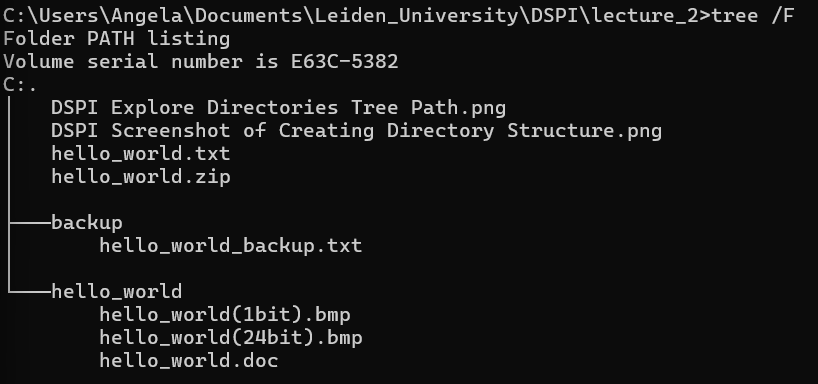 C:\Users\Angela\Documents\Leiden_University\DSPI\lecture_2>tree /F
Folder PATH listing
Volume serial number is E63C-5382
C:.
│   DSPI Explore Directories Tree Path.png
│   DSPI Screenshot of Creating Directory Structure.png
│   hello_world.txt
│   hello_world.zip
│
├───backup
│       hello_world_backup.txt
│
└───hello_world
        hello_world(1bit).bmp
        hello_world(24bit).bmp
        hello_world.doc